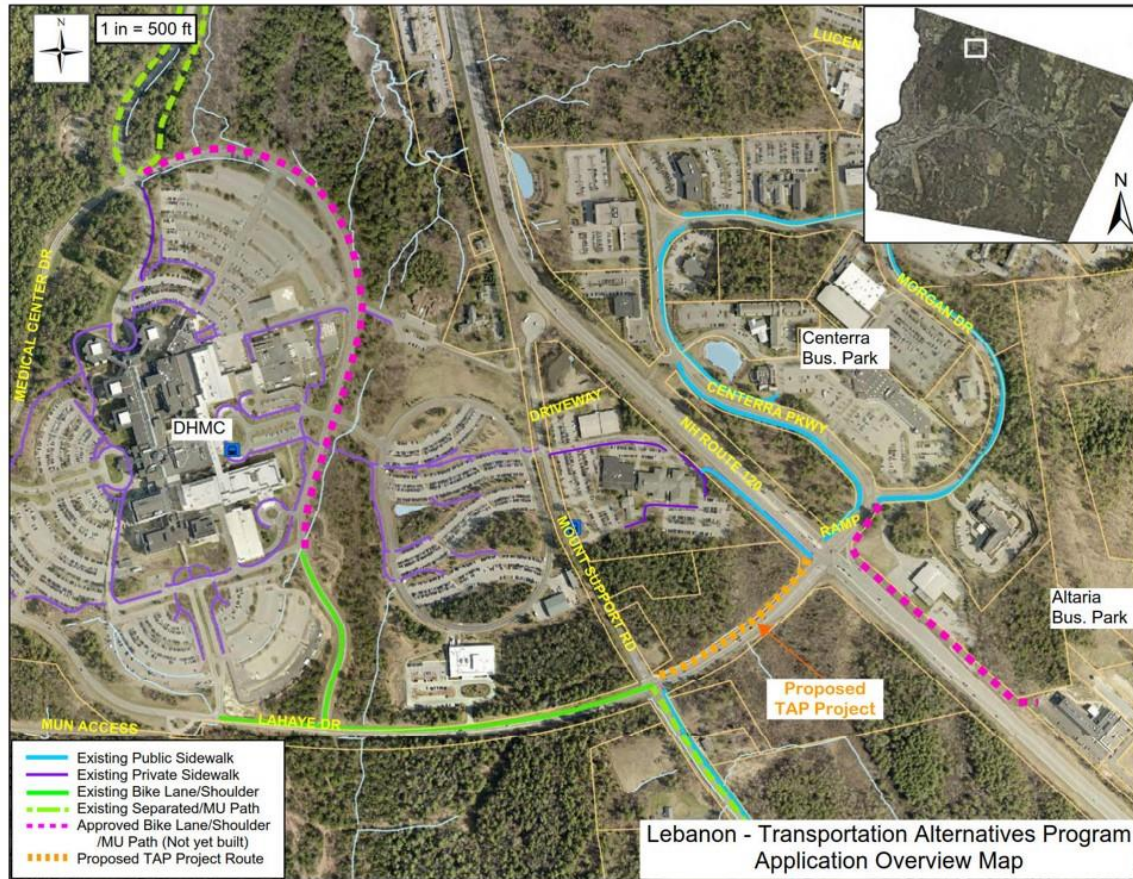 N
1 in = 500 ft
LUCEN
N
MEDICAL CENTER DR
MORGAN DR
Centerra
Bus. Park
CENTERRA PKWY
DRIVEWAY
DHMC
NH ROUTE 120
RAMP
MOUNT SUPPORT RD
Altaria
Bus. Park
Proposed
TAP Project
LAHAYE DR
MUN ACCESS
Existing Public Sidewalk
Existing Private Sidewalk
Existing Bike Lane/Shoulder
Existing Separated/MU Path
Approved Bike Lane/Shoulder
/MU Path (Not yet built)
Proposed TAP Project Route
Lebanon - Transportation Alternatives Program
Application Overview Map